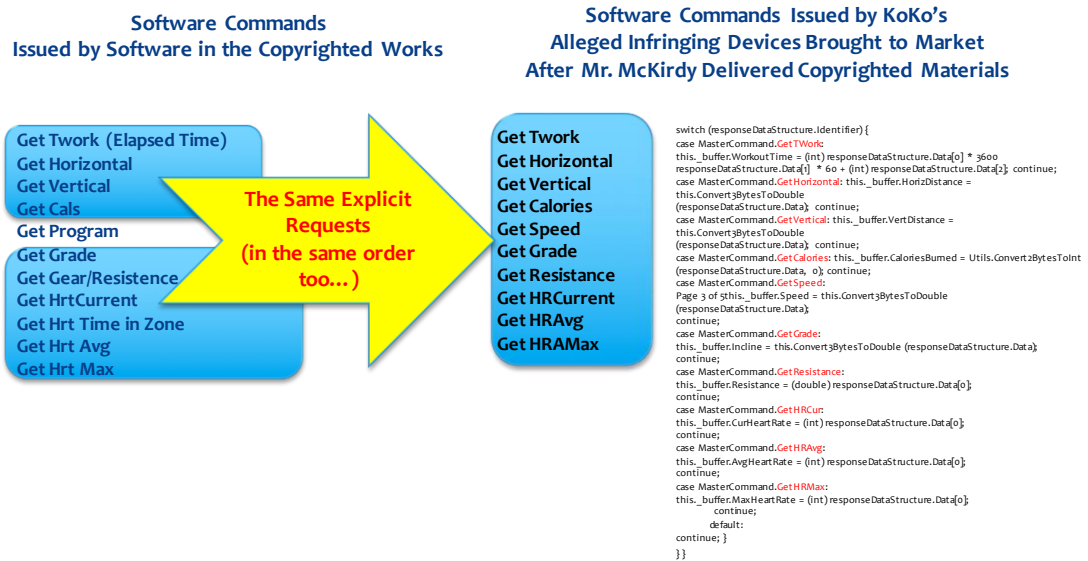 Software Commands
Issued by Software in the Copyrighted Works
Software Commands Issued by KoKo's
Alleged Infringing Devices Brought to Market
After Mr. McKirdy Delivered Copyrighted Materials
Get Twork (Elapsed Time)
Get Horizontal
Get Vertical
Get Cals
Get Program
Get Grade
Get Gear/Resistence
Get HrtCurrent
Get Hrt Time in Zone
Get Hrt Avg
Get Hrt Max
The Same Explicit
Requests
(in the same order
too…)
Get Twork
Get Horizontal
Get Vertical
Get Calories
Get Speed
Get Grade
Get Resistance
Get HRCurrent
Get HRAvg
Get HRAMax
switch (responseDataStructure.Identifier) {
case MasterCommand.GetTWork:
this._buffer.WorkoutTime = (int) responseDataStructure.Data[0] * 3600
responseDataStructure.Data[1] * 60 + (int) responseDataStructure.Data[2]; continue;
case MasterCommand.GetHorizontal: this._buffer.HorizDistance =
this.Convert3BytesToDouble
(responseDataStructure.Data); continue;
case MasterCommand.GetVertical: this._buffer.VertDistance =
this.Convert3BytesToDouble
(responseDataStructure.Data); continue;
case MasterCommand.GetCalories: this._buffer.CaloriesBurned = Utils.Convert2BytesToInt
(responseDataStructure.Data, 0); continue;
case MasterCommand.GetSpeed:
Page 3 of 5this._buffer.Speed = this.Convert3BytesToDouble
(responseDataStructure.Data);
continue;
case MasterCommand.GetGrade:
this._buffer.Incline = this.Convert3BytesToDouble (responseDataStructure.Data);
continue;
case MasterCommand.GetResistance:
this._buffer.Resistance = (double) responseDataStructure.Data[0];
continue;
case MasterCommand.GetHRCur:
this._buffer.CurHeartRate = (int) responseDataStructure.Data[0];
continue;
case MasterCommand.GetHRAvg:
this._buffer.AvgHeartRate = (int) responseDataStructure.Data[0];
continue;
case MasterCommand.GetHRMax:
this._buffer.MaxHeartRate = (int) responseDataStructure.Data[0];
continue;
default:
continue; }
} }